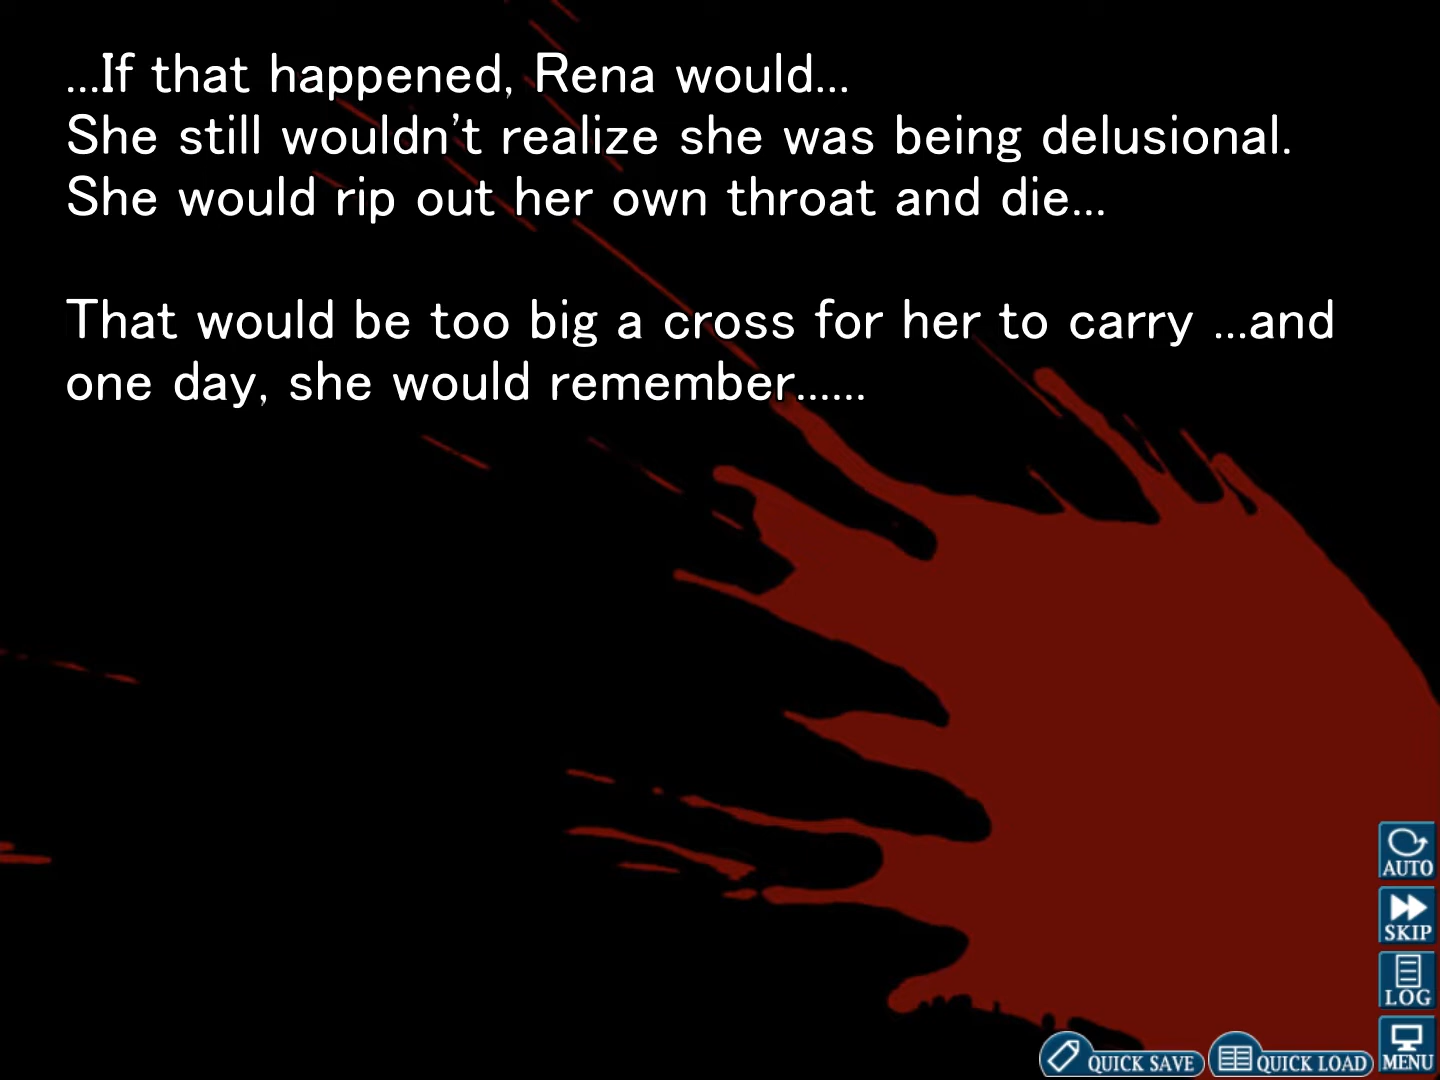 ...If that happened, Rena would...
She still wouldn't realize she was being delusional.
She would rip out her own throat and die...
That would be too big a cross for her to carry ...and
one day, she would remember......
AUTO
SKIP
LOG
MENU
QUICK SAVE
QUICK LOAD